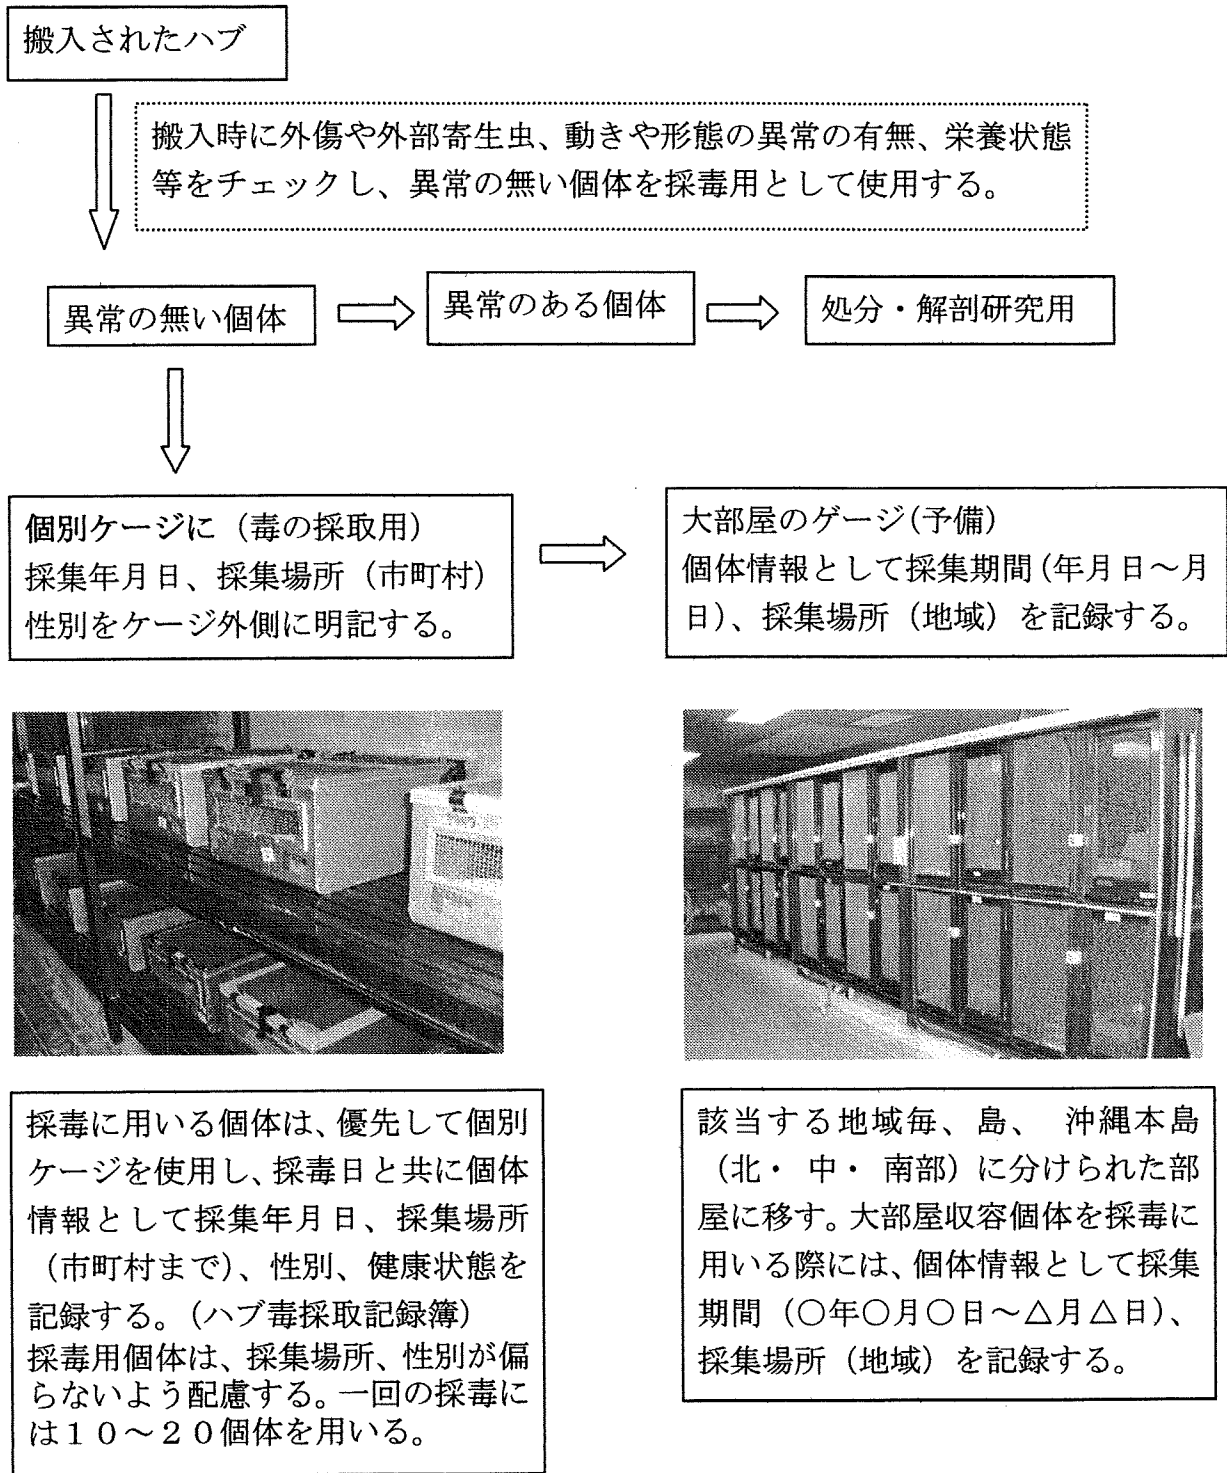 搬入されたハブ
搬入時に外傷や外部寄生虫、動きや形態の異常の有無、栄養状態
等をチェックし、異常の無い個体を採毒用として使用する。
異常の無い個体
異常のある個体
処分・解剖研究用
個別ケージに（毒の採取用）
採集年月日、採集場所（市町村）
性別をケージ外側に明記する。
大部屋のゲージ(予備)
個体情報として採集期間(年月日～月
日)、採集場所（地域）を記録する。
採毒に用いる個体は、優先して個別
ケージを使用し、採毒日と共に個体
情報として採集年月日、採集場所
（市町村まで）、性別、健康状態を
記録する。（ハブ毒採取記録簿）
採毒用個体は、採集場所、性別が偏
らないよう配慮する。一回の採毒に
は１０～２０個体を用いる。
該当する地域毎、島、 沖縄本島
（北・ 中・ 南部）に分けられた部
屋に移す。大部屋収容個体を採毒に
用いる際には、個体情報として採集
期間（○年○月○日～△月△日）、
採集場所（地域）を記録する。